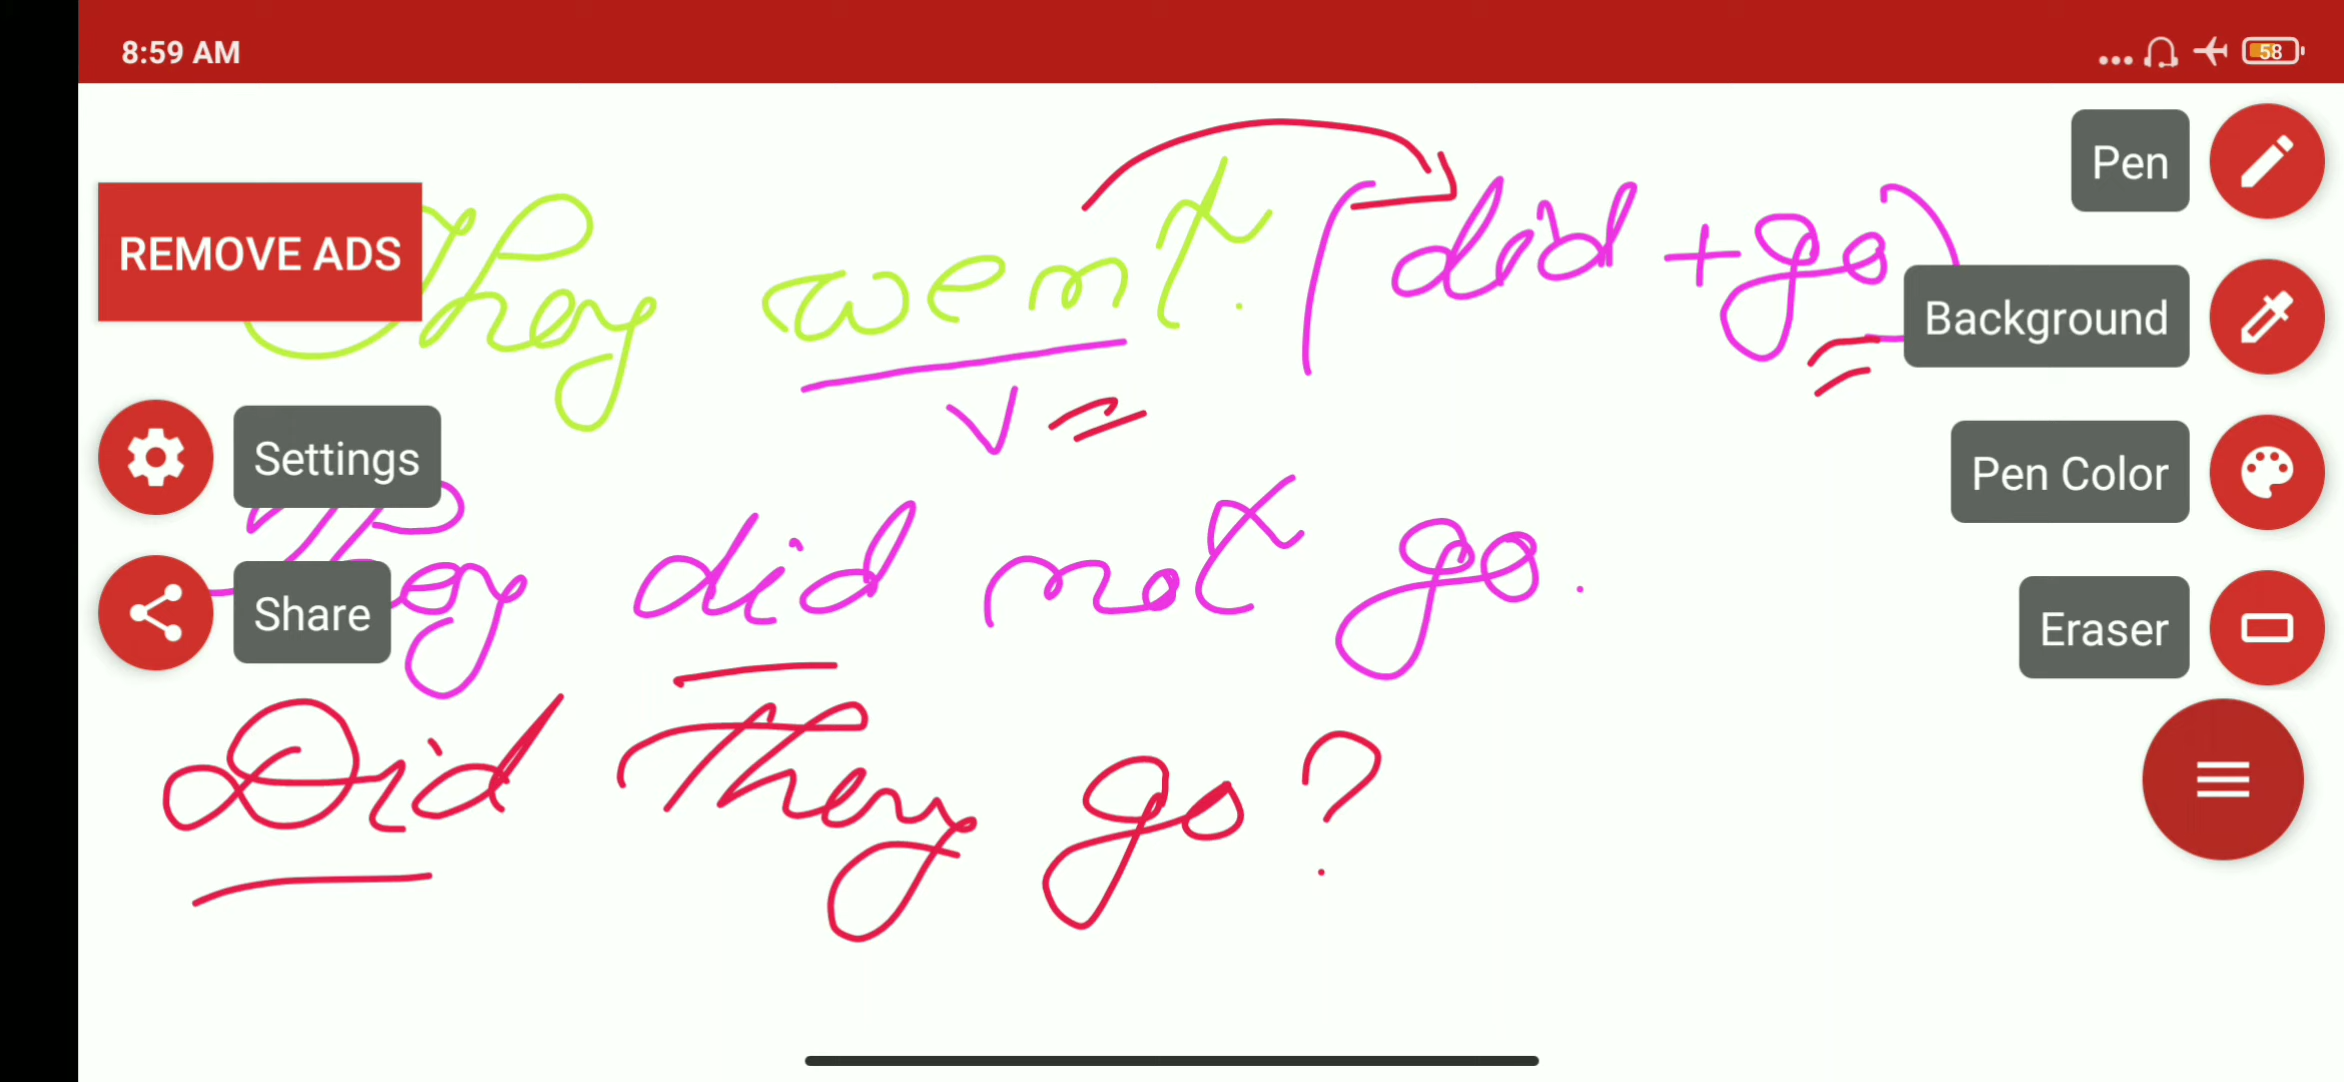 8:59 AM 58
Pen
REMOVE ADS They went. (did + go)
Background
Settings Pen Color
They did not go.
Share Eraser
Did they go?